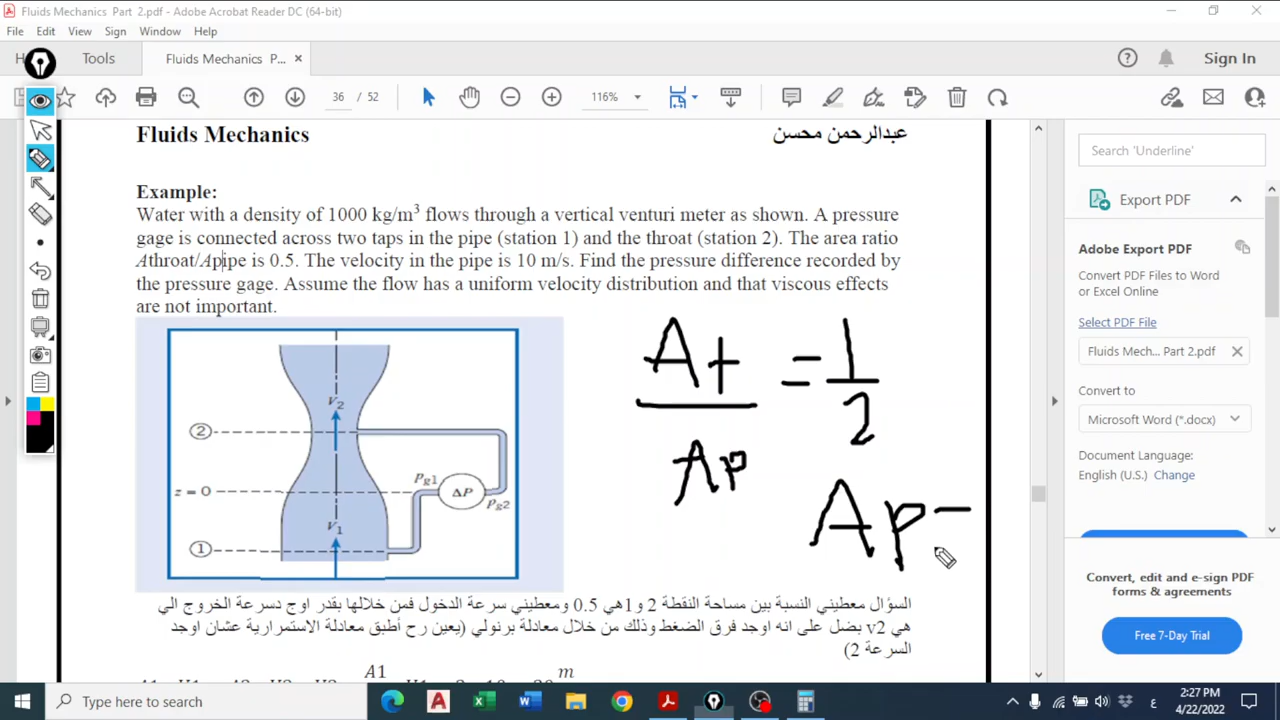 Fluids Mechanics Part 2.pdf - Adobe Acrobat Reader DC (64-bit)
File Edit View Sign Window Help
Tools
Fluids Mechanics P... ×
Sign In
36 / 52
116%
Fluids Mechanics
عبدالرحمن محسن
Example:
Water with a density of 1000 kg/m³ flows through a vertical venturi meter as shown. A pressure
gage is connected across two taps in the pipe (station 1) and the throat (station 2). The area ratio
Athroat/Apipe is 0.5. The velocity in the pipe is 10 m/s. Find the pressure difference recorded by
the pressure gage. Assume the flow has a uniform velocity distribution and that viscous effects
are not important.
At = 1
2
Ap
Ap -
V2
2
z = 0
Pg1
ΔP
Pg2
V1
1
السؤال معطيني النسبة بين مساحة النقطة 2 و1هي 0.5 ومعطيني سرعة الدخول فمن خلالها بقدر اوج دسرعة الخروج الي
هي v2 بضل على انه اوجد فرق الضغط وذلك من خلال معادلة برنولي (يعين رح أطبق معادلة الاستمرارية عشان اوجد
السرعة 2)
A1
m
Search 'Underline'
Export PDF
Adobe Export PDF
Convert PDF Files to Word
or Excel Online
Select PDF File
Fluids Mech... Part 2.pdf
Convert to
Microsoft Word (*.docx)
Document Language:
English (U.S.) Change
Convert, edit and e-sign PDF
forms & agreements
Free 7-Day Trial
Type here to search
ع
2:27 PM
4/22/2022